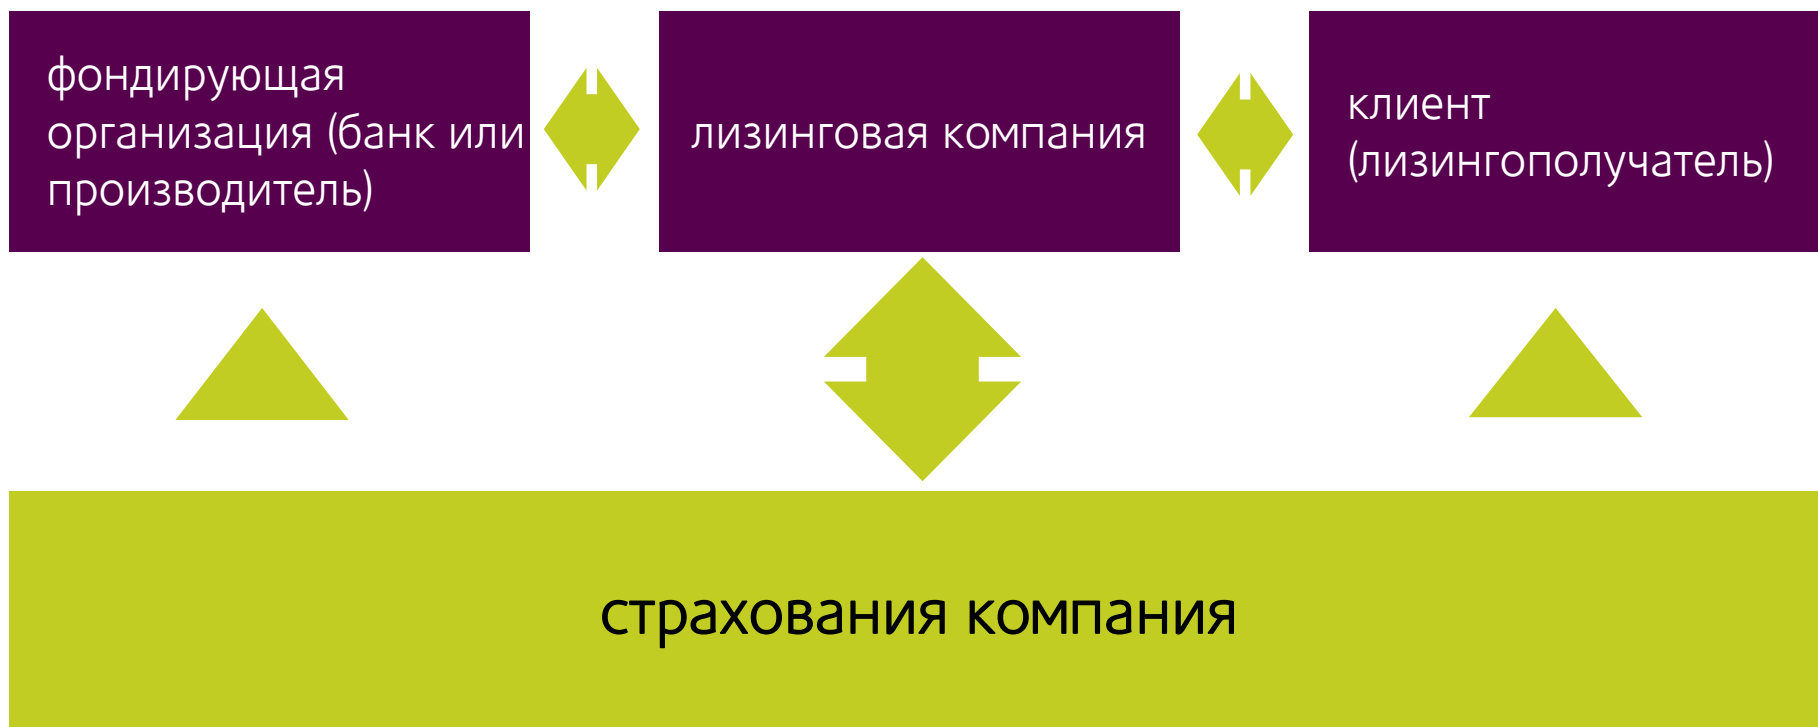 фондирующая
организация (банк или
производитель)
лизинговая компания
клиент
(лизингополучатель)
страхования компания